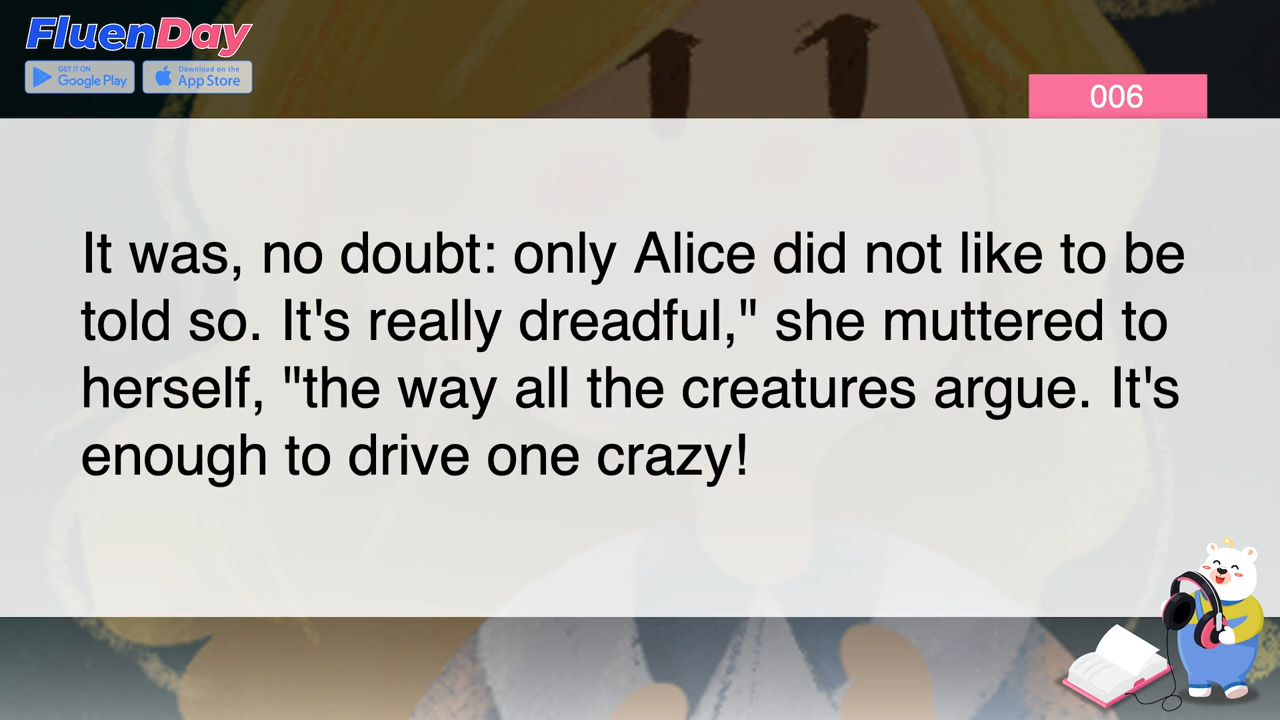 FluenDay
GET IT ON
Google Play
Download on the
App Store
006
It was, no doubt: only Alice did not like to be
told so. It's really dreadful," she muttered to
herself, "the way all the creatures argue. It's
enough to drive one crazy!